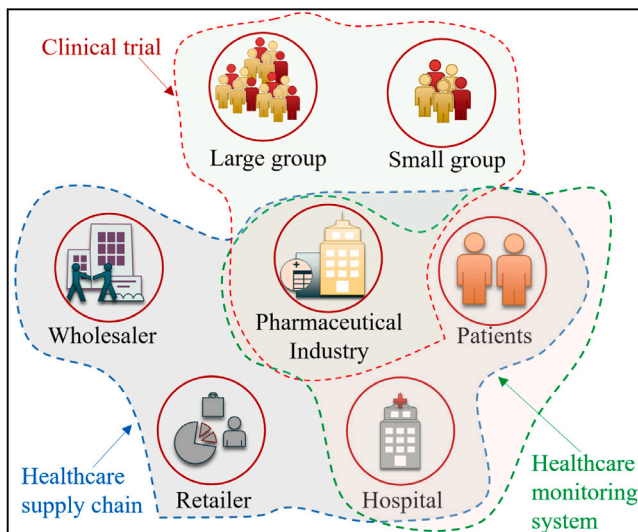 Clinical trial
Large group
Small group
Wholesaler
Pharmaceutical
Industry
Patients
Retailer
Hospital
Healthcare
supply chain
Healthcare
monitoring
system